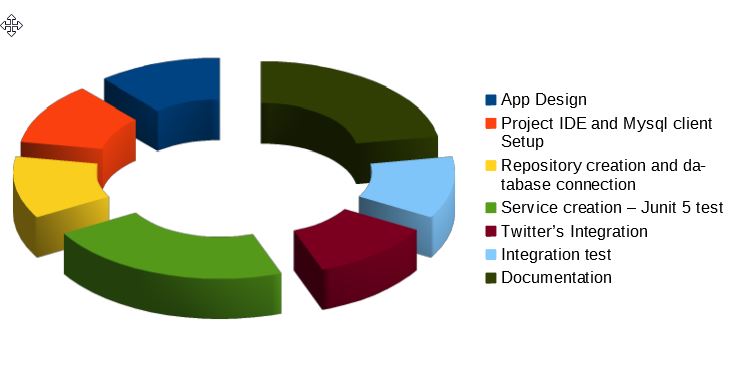 App Design
Project IDE and Mysql client
Setup
Repository creation and da-
tabase connection
Service creation – Junit 5 test
Twitter's Integration
Integration test
Documentation